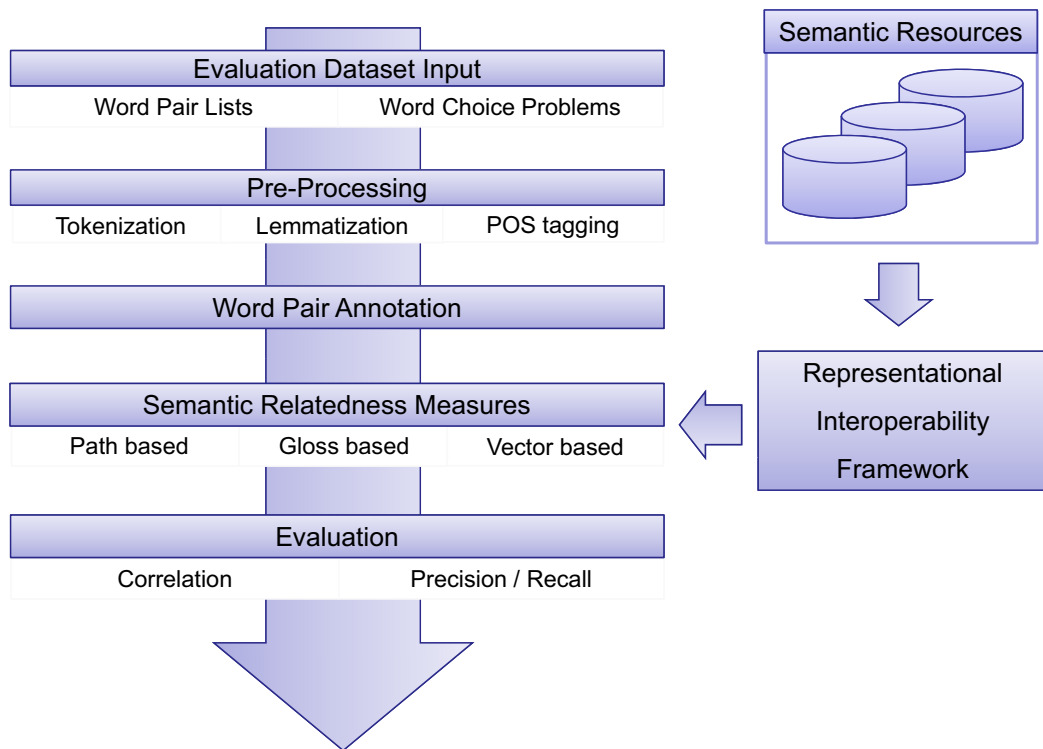 Evaluation Dataset Input
Word Pair Lists
Word Choice Problems
Pre-Processing
Tokenization
Lemmatization
POS tagging
Word Pair Annotation
Semantic Relatedness Measures
Path based
Gloss based
Vector based
Evaluation
Correlation
Precision / Recall
Semantic Resources
Representational
Interoperability
Framework